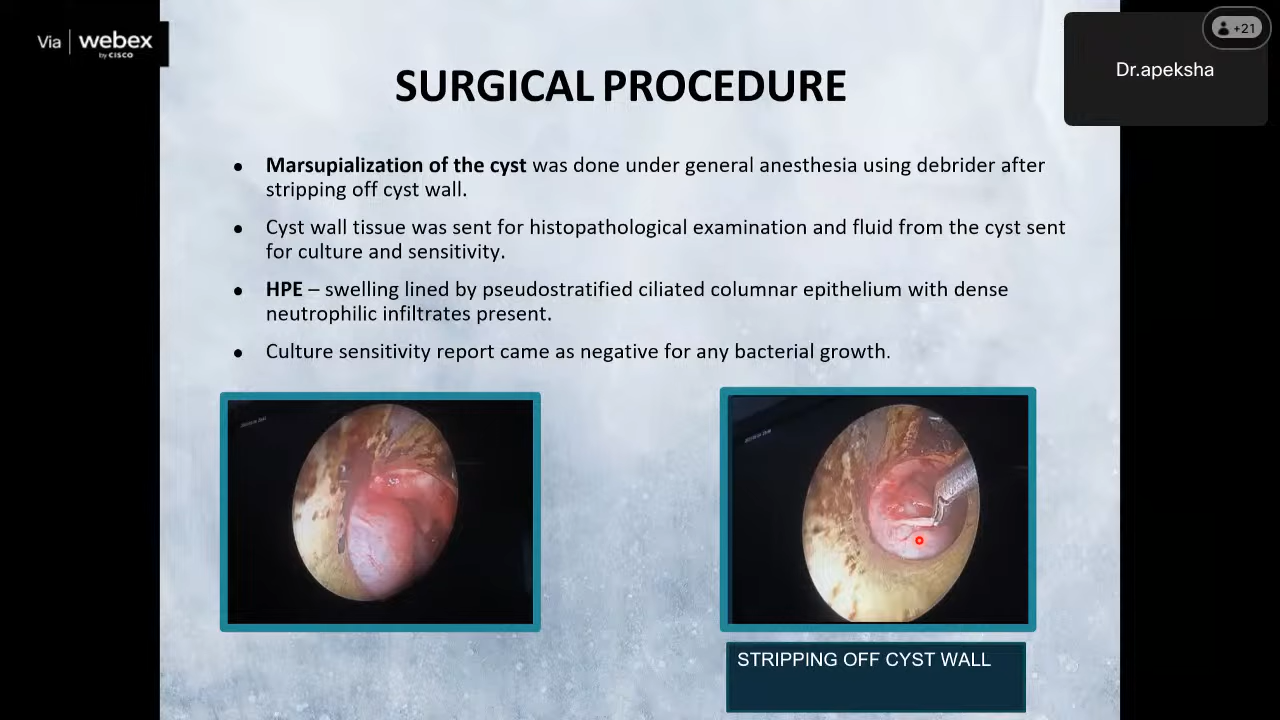 Via webex
by CISCO
+21
Dr.apeksha
SURGICAL PROCEDURE
● Marsupialization of the cyst was done under general anesthesia using debrider after
stripping off cyst wall.
● Cyst wall tissue was sent for histopathological examination and fluid from the cyst sent
for culture and sensitivity.
● HPE – swelling lined by pseudostratified ciliated columnar epithelium with dense
neutrophilic infiltrates present.
● Culture sensitivity report came as negative for any bacterial growth.
STRIPPING OFF CYST WALL